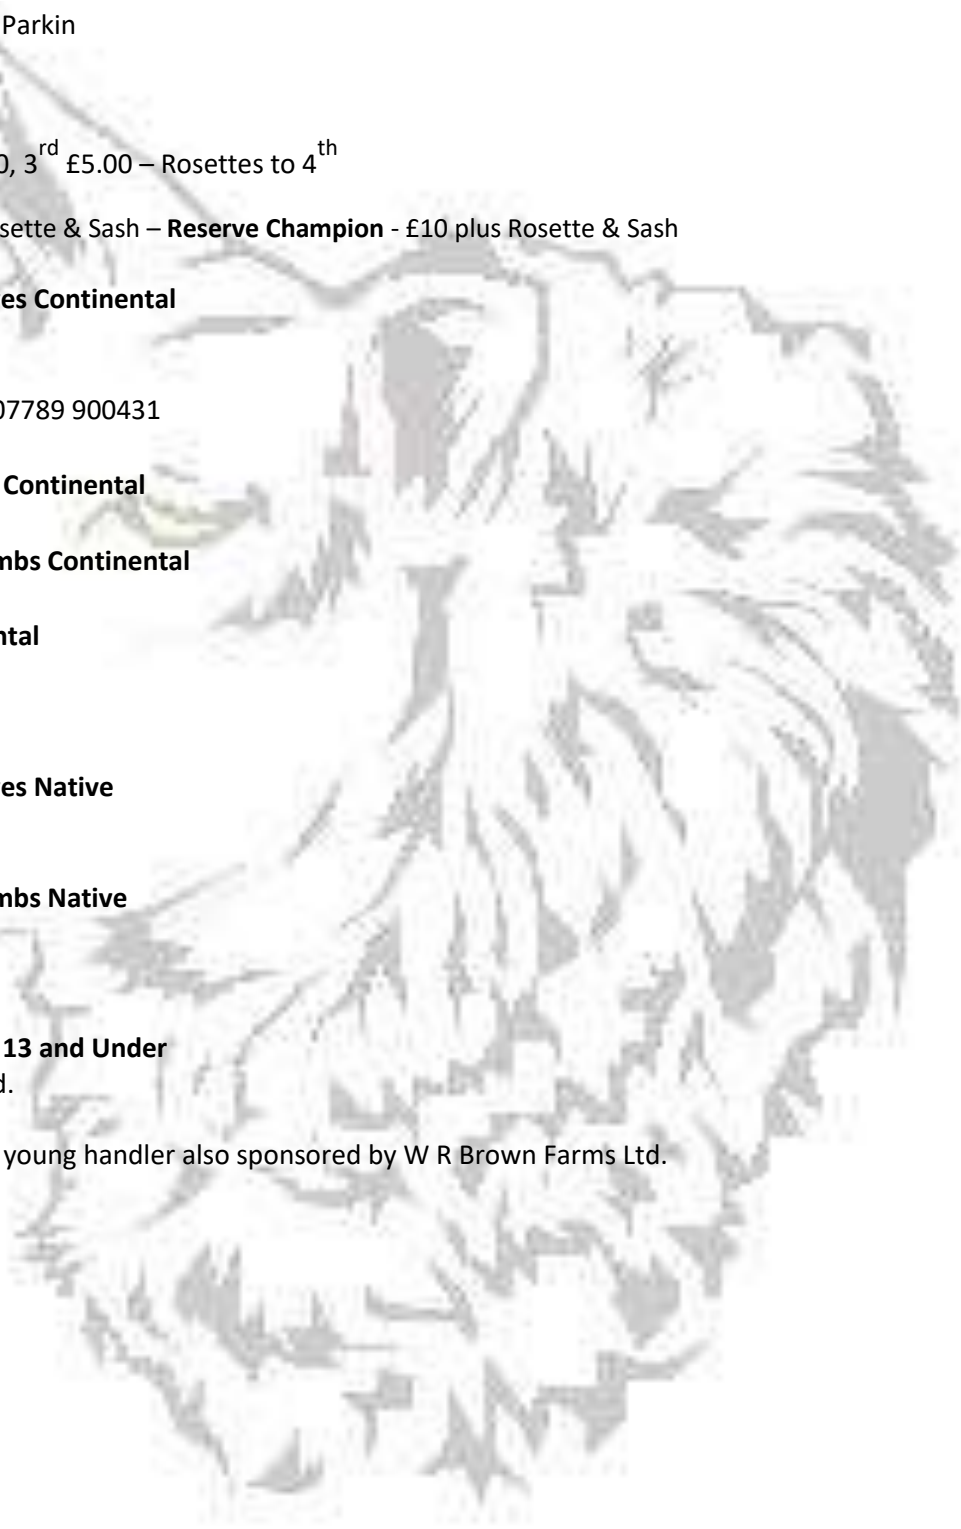 Parkin
0, 3rd £5.00 – Rosettes to 4th
sette & Sash – Reserve Champion - £10 plus Rosette & Sash
es Continental
07789 900431
Continental
mbs Continental
ntal
es Native
mbs Native
13 and Under
d.
young handler also sponsored by W R Brown Farms Ltd.